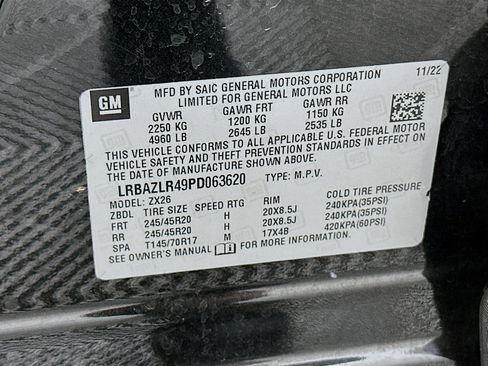 GM
MFD BY SAIC GENERAL MOTORS CORPORATION 11/22
LIMITED FOR GENERAL MOTORS LLC
GVWR GAWR FRT GAWR RR
2250 KG 1200 KG 1150 KG
4960 LB 2645 LB 2535 LB
THIS VEHICLE CONFORMS TO ALL APPLICABLE U.S. FEDERAL MOTOR
VEHICLE SAFETY AND THEFT PREVENTION STANDARDS IN EFFECT ON
THE DATE OF MANUFACTURE SHOWN ABOVE.
LRBAZLR49PD063620 TYPE: M.P.V.
MODEL: ZX26
ZBDL TIRE SIZE SPEED RTG RIM COLD TIRE PRESSURE
FRT 245/45R20 H 20X8.5J 240KPA(35PSI)
RR 245/45R20 H 20X8.5J 240KPA(35PSI)
SPA T145/70R17 M 17X4B 420KPA(60PSI)
SEE OWNER'S MANUAL FOR MORE INFORMATION